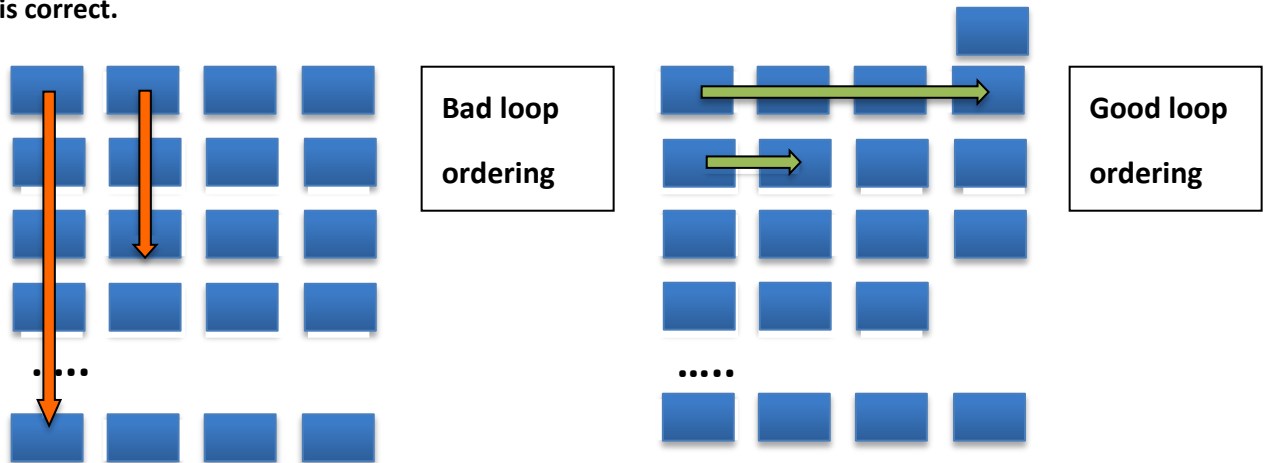 is correct.
Bad loop
ordering
Good loop
ordering
.....
.....